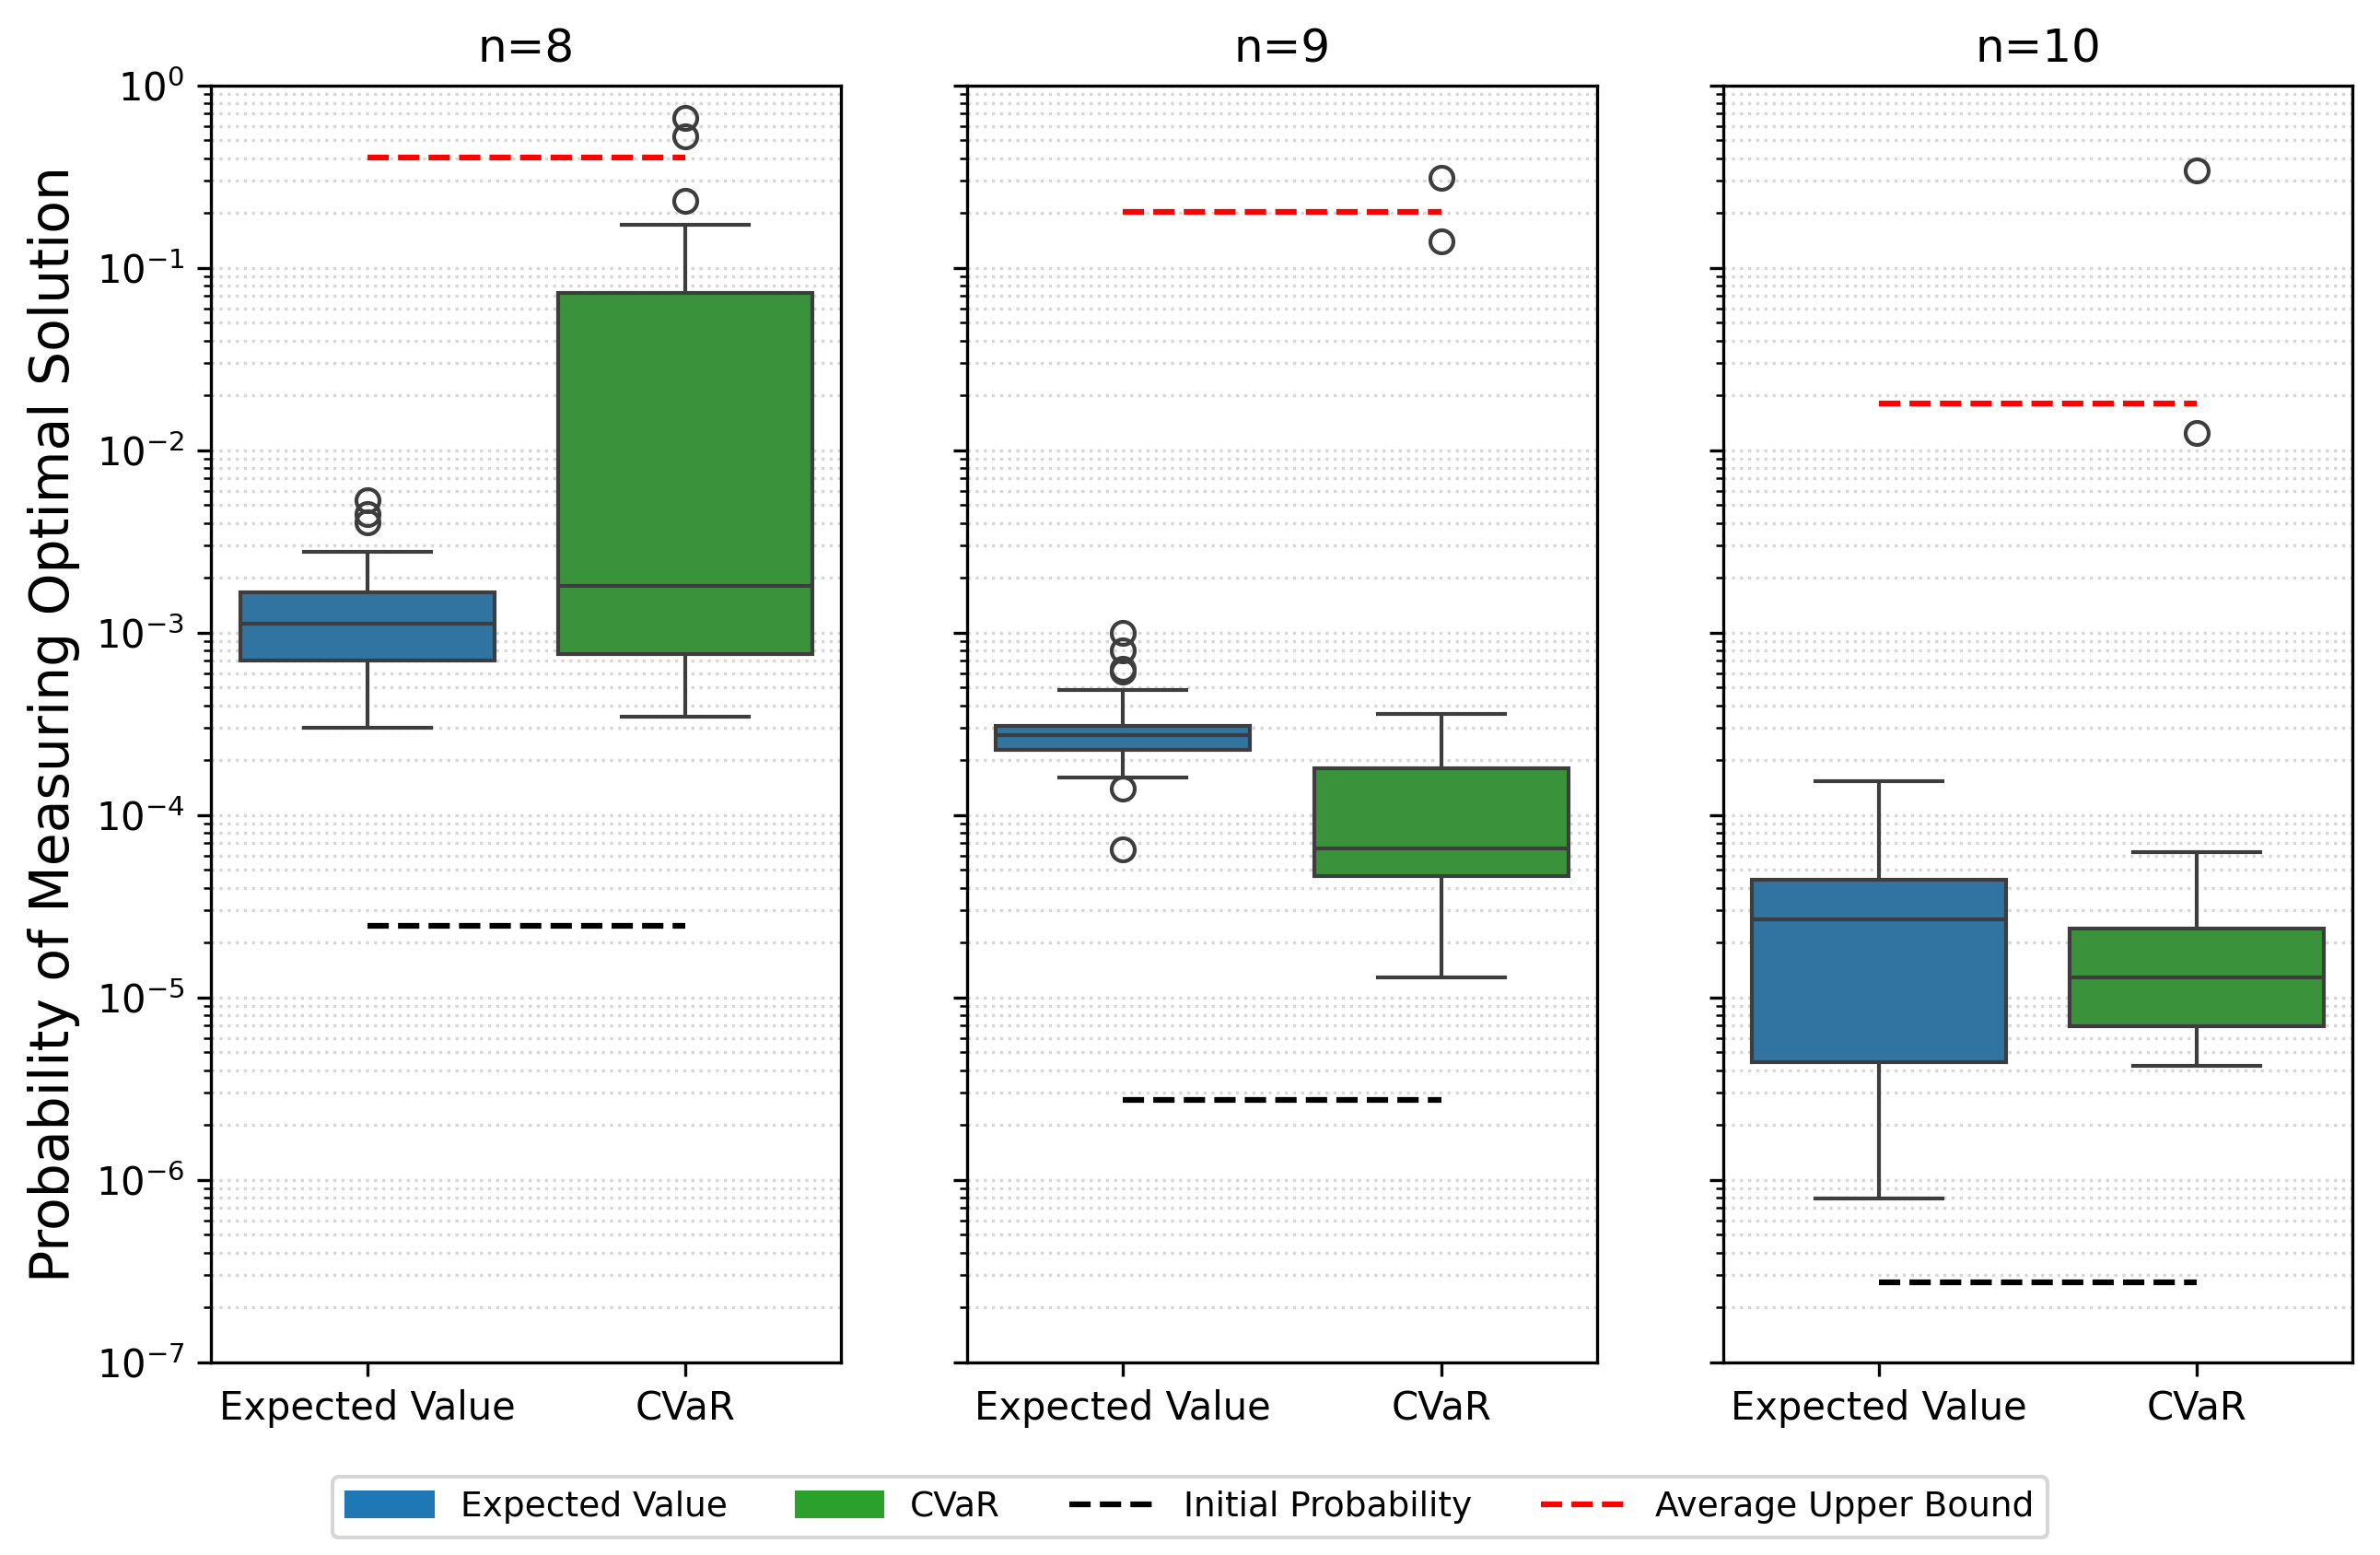 n=8
n=9
n=10
Probability of Measuring Optimal Solution
10⁰
10⁻¹
10⁻²
10⁻³
10⁻⁴
10⁻⁵
10⁻⁶
10⁻⁷
Expected Value CVaR
Expected Value CVaR
Expected Value CVaR
Expected Value CVaR Initial Probability Average Upper Bound